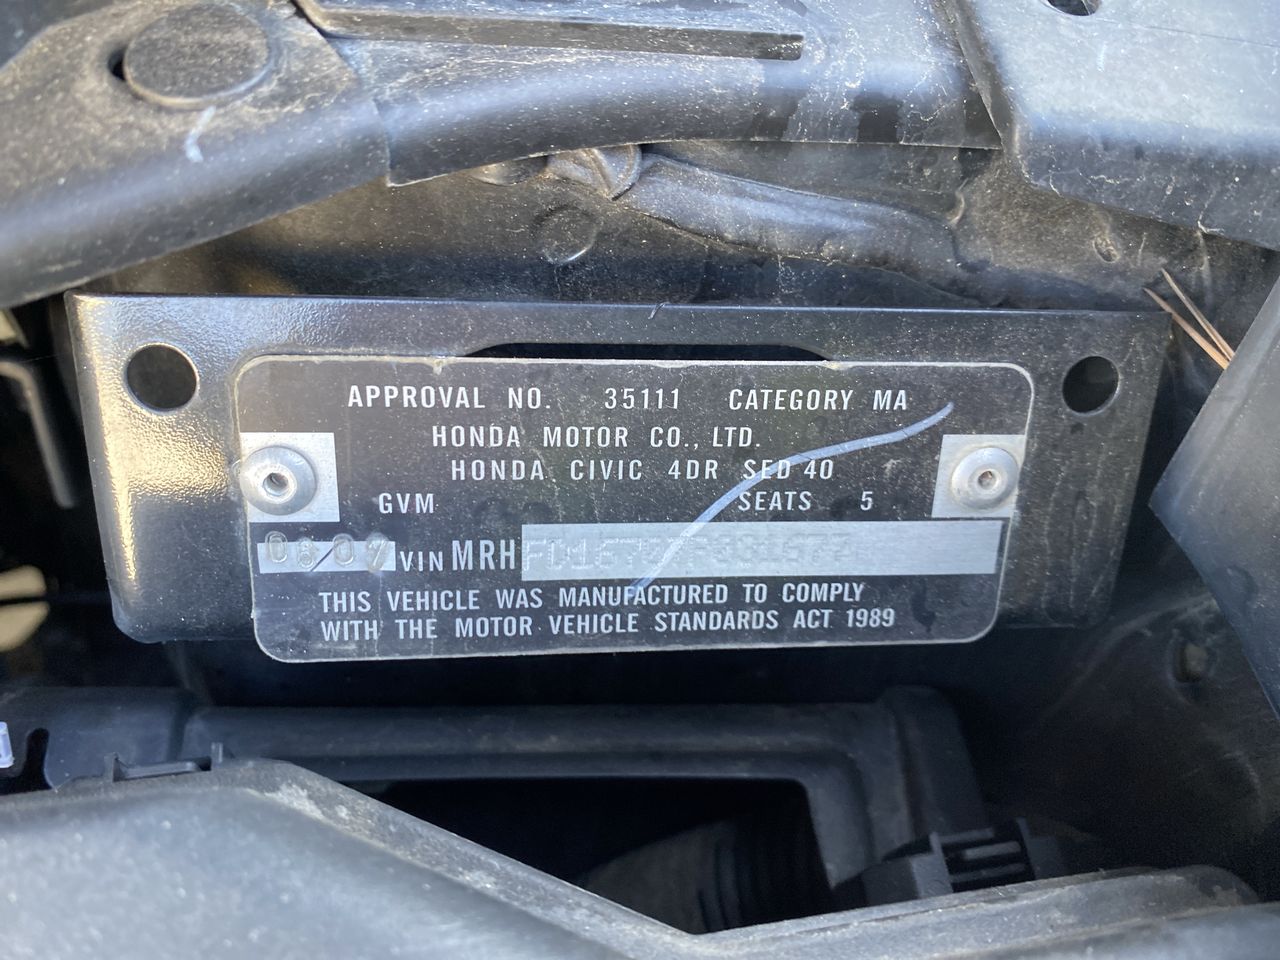 APPROVAL NO. 35111 CATEGORY MA
HONDA MOTOR CO., LTD.
HONDA CIVIC 4DR SED 40
GVM SEATS 5
VIN MRH
THIS VEHICLE WAS MANUFACTURED TO COMPLY
WITH THE MOTOR VEHICLE STANDARDS ACT 1989